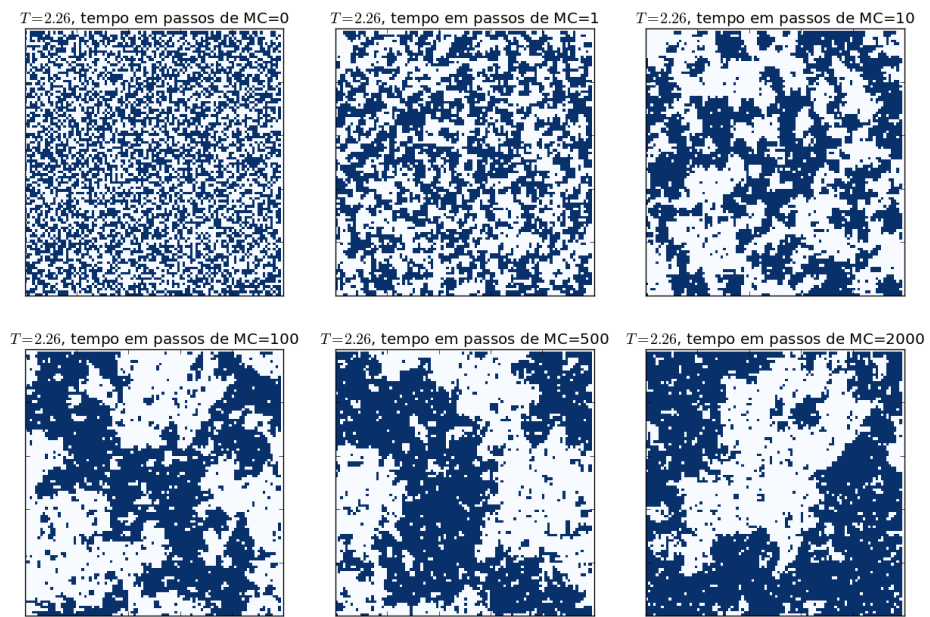 T=2.26, tempo em passos de MC=0
T=2.26, tempo em passos de MC=1
T=2.26, tempo em passos de MC=10
T=2.26, tempo em passos de MC=100
T=2.26, tempo em passos de MC=500
T=2.26, tempo em passos de MC=2000